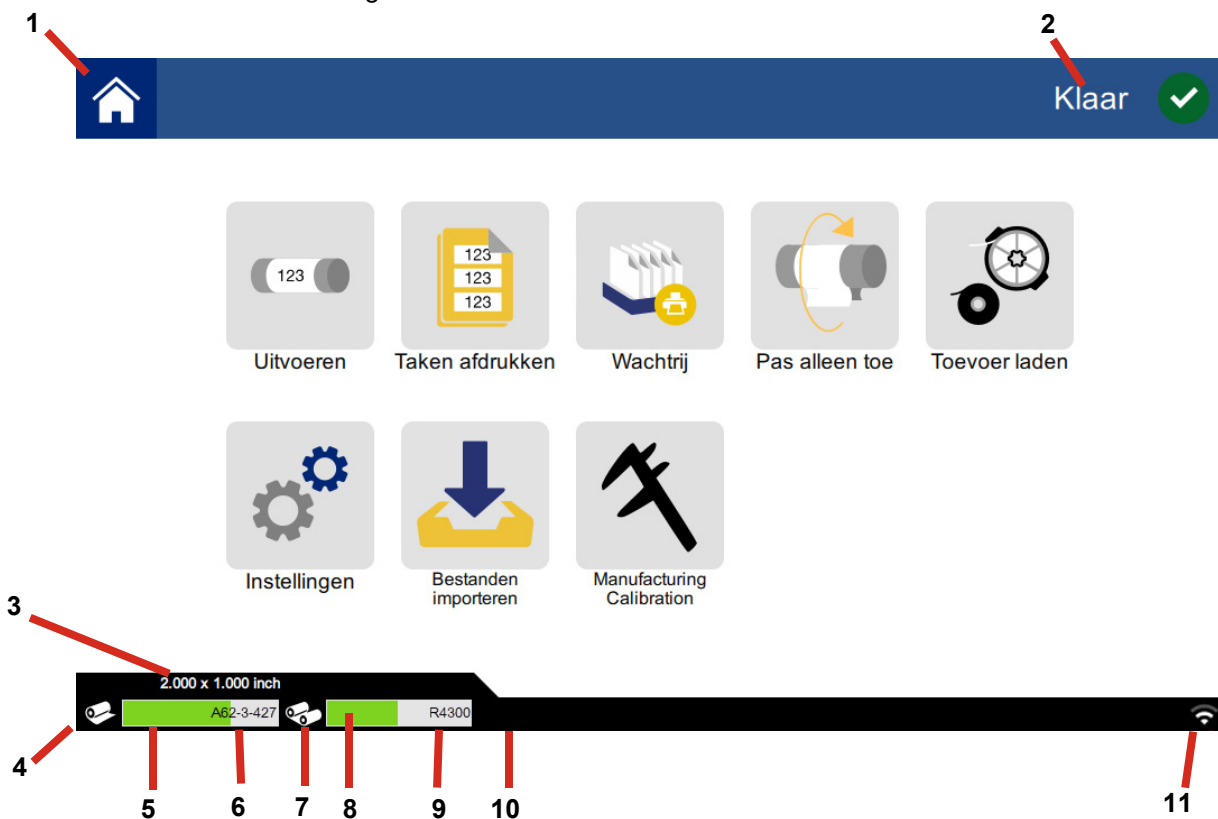 1
2
Klaar
123
123
123
123
Uitvoeren
Taken afdrukken
Wachtrij
Pas alleen toe
Toevoer laden
Instellingen
Bestanden
importeren
Manufacturing
Calibration
3
2.000 x 1.000 inch
A62-3-427
R4300
4
5
6
7
8
9
10
11